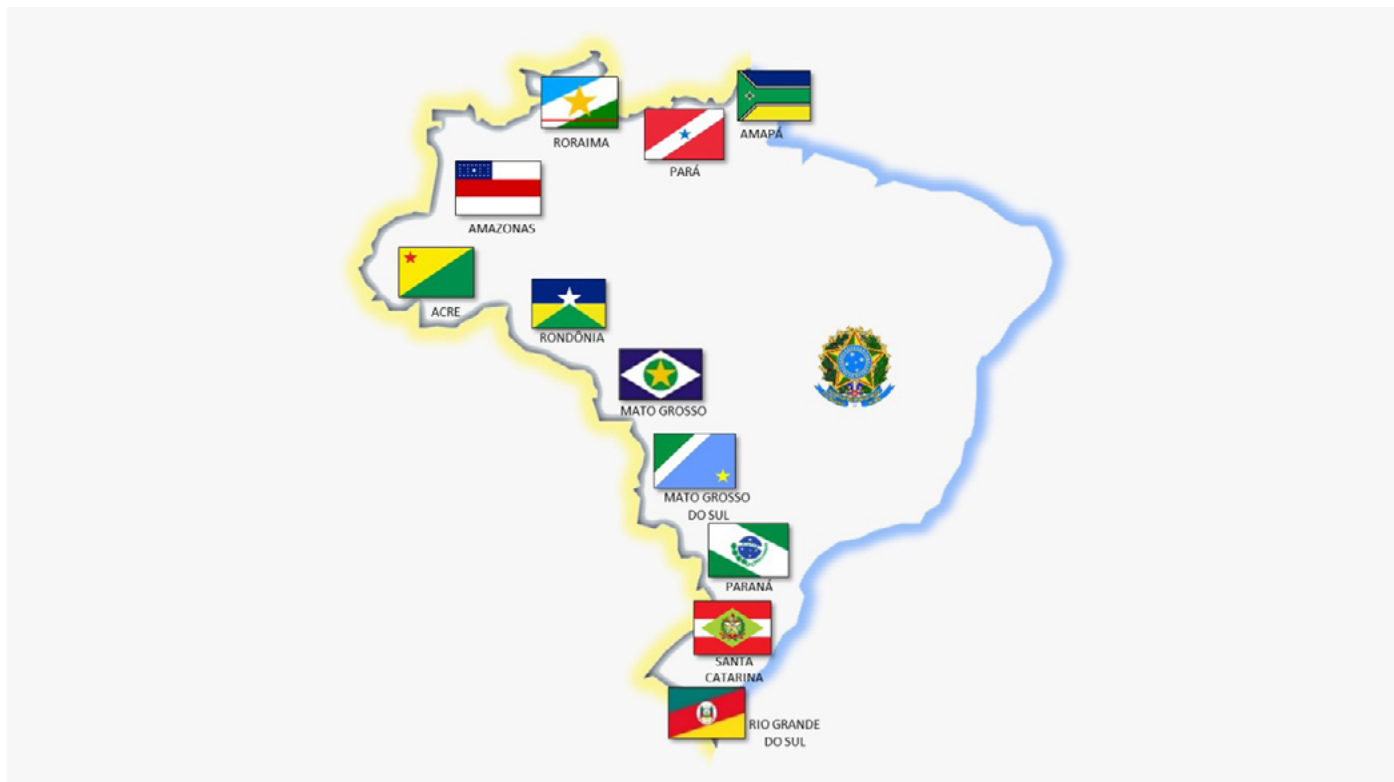 RORAIMA
AMAPÁ
PARÁ
AMAZONAS
ACRE
RONDÔNIA
MATO GROSSO
MATO GROSSO
DO SUL
PARANÁ
SANTA
CATARINA
RIO GRANDE
DO SUL